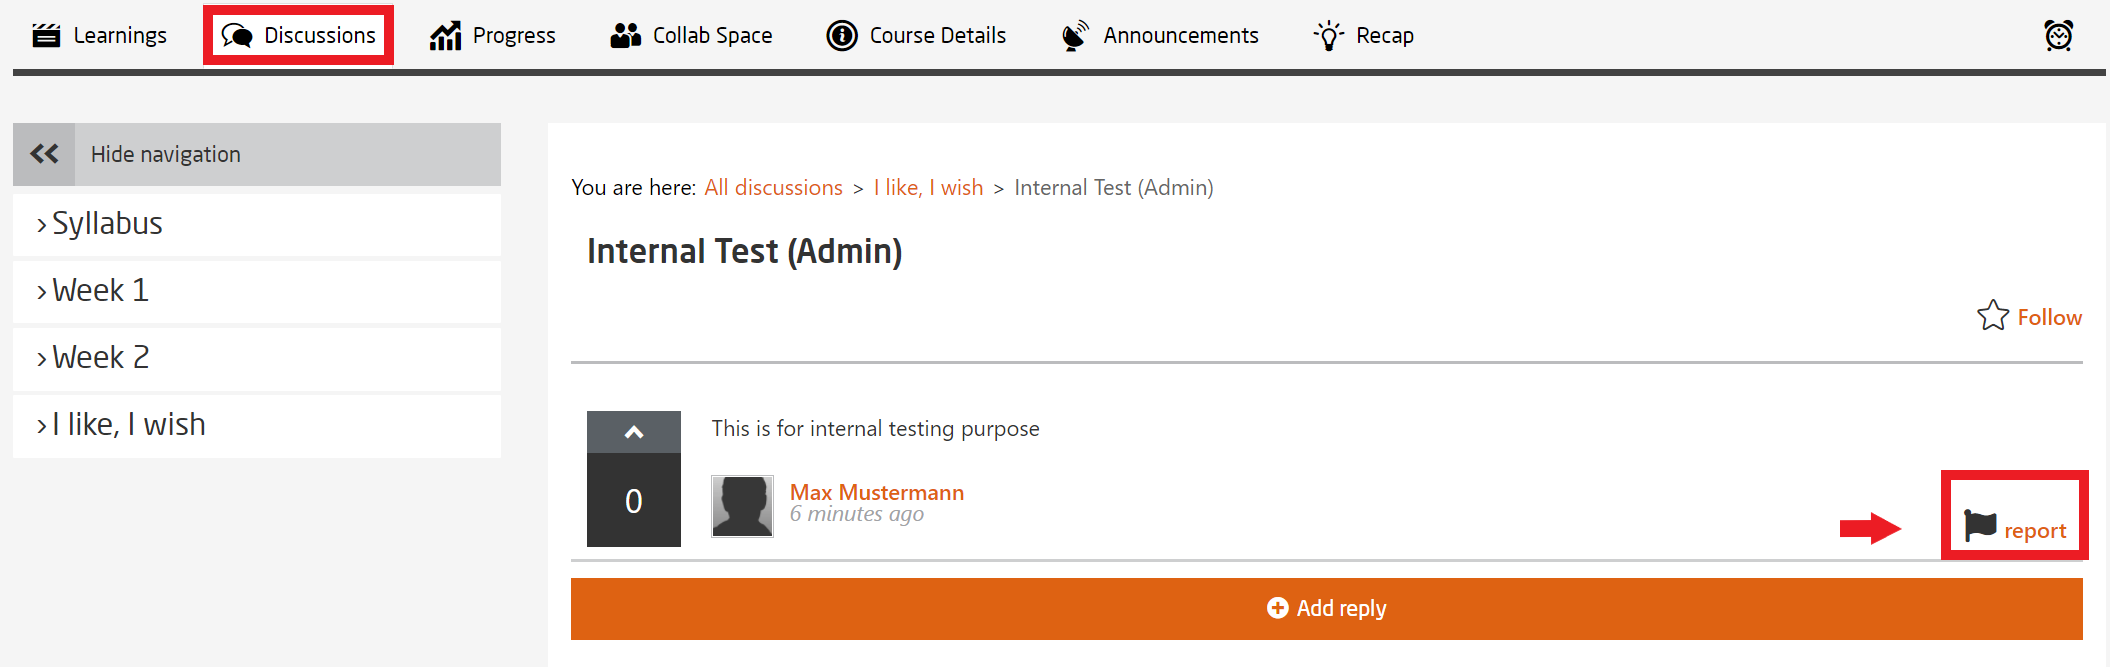 Learnings Discussions Progress Collab Space Course Details Announcements Recap
Hide navigation
Syllabus
Week 1
Week 2
I like, I wish
You are here: All discussions > I like, I wish > Internal Test (Admin)
Internal Test (Admin)
Follow
This is for internal testing purpose
0
Max Mustermann
6 minutes ago
report
Add reply